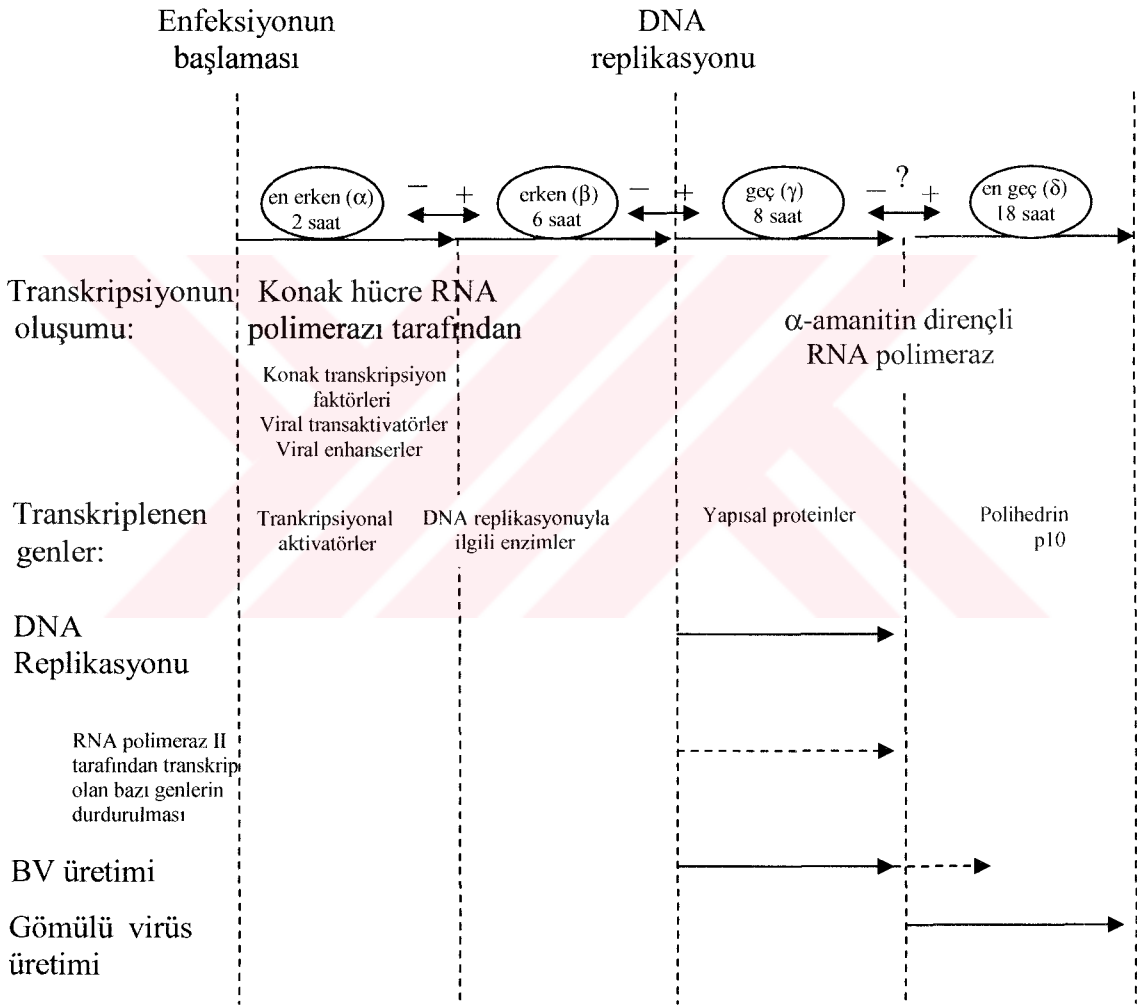 Enfeksiyonun
başlaması
DNA
replikasyonu
en erken (α)
2 saat
− +
erken (β)
6 saat
− +
geç (γ)
8 saat
− ? +
en geç (δ)
18 saat
Transkripsiyonun
oluşumu:
Konak hücre RNA
polimerazı tarafından
Konak transkripsiyon
faktörleri
Viral transaktivatörler
Viral enhanserler
α-amanitin dirençli
RNA polimeraz
Transkriplenen
genler:
Trankripsiyonal
aktivatörler
DNA replikasyonuyla
ilgili enzimler
Yapısal proteinler
Polihedrin
p10
DNA
Replikasyonu
RNA polimeraz II
tarafından transkrip
olan bazı genlerin
durdurulması
BV üretimi
Gömülü virüs
üretimi